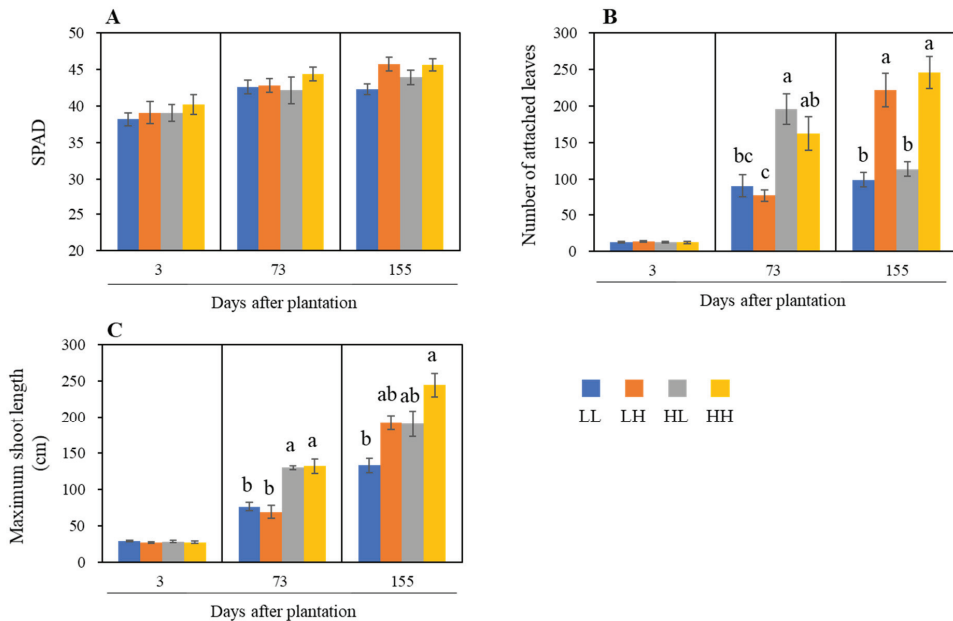 A
50
45
40
35
30
25
20
SPAD
3 73 155
Days after plantation
B
300
250
200
150
100
50
0
Number of attached leaves
bc c a ab
b a b a
3 73 155
Days after plantation
C
300
250
200
150
100
50
0
Maximum shoot length
(cm)
b b a a
b ab ab a
3 73 155
Days after plantation
LL LH HL HH